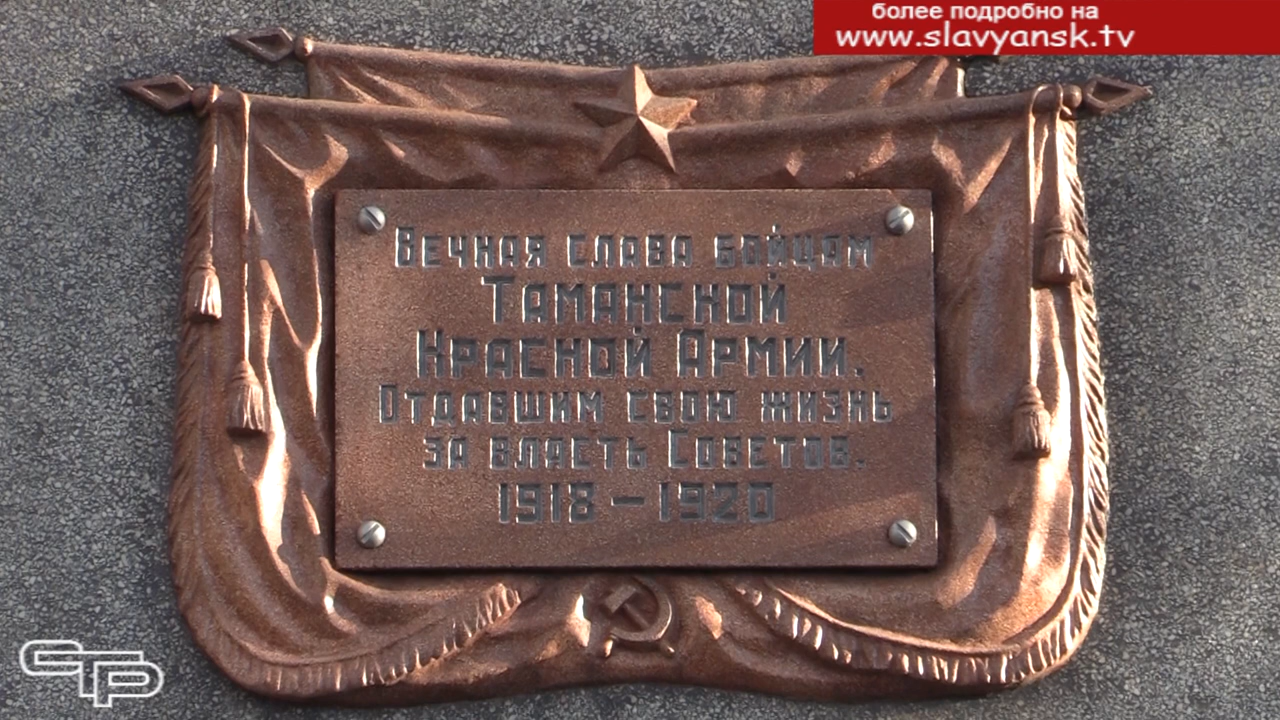 более подробно на
www.slavyansk.tv
Вечная слава бойцам
Таманской
Красной Армии.
Отдавшим свою жизнь
за власть Советов.
1918 – 1920
СТР